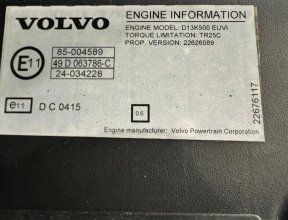 VOLVO
ENGINE INFORMATION
ENGINE MODEL: D13K500 EUVI
TORQUE LIMITATION: TR25C
PROP. VERSION: 22626089
E11
85-004589
49 D 063786-C
24-034228
e11 D C 0415
0.5
22676117
Engine manufacturer: Volvo Powertrain Corporation